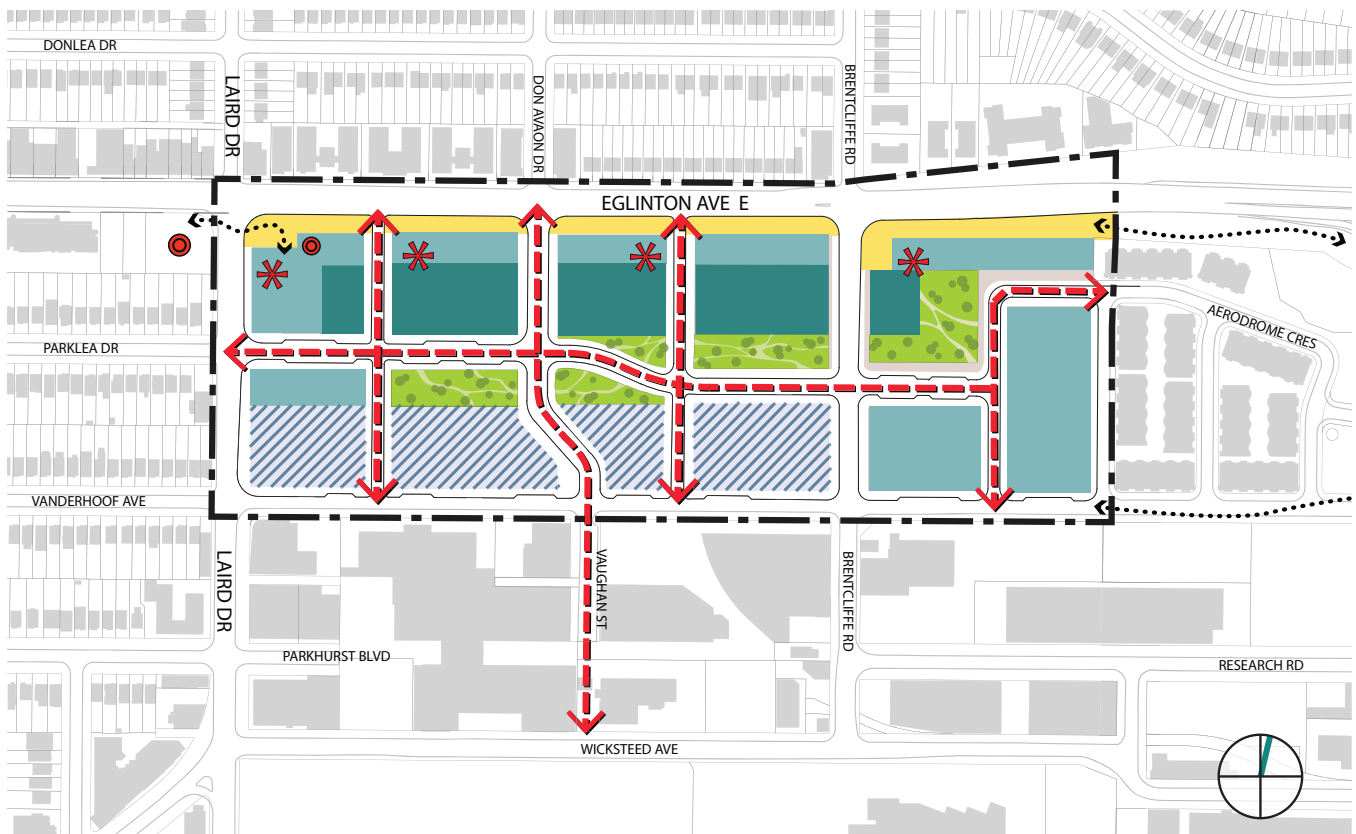 DONLEA DR
LAIRD DR
DON AVAON DR
BRENTCLIFFE RD
EGLINTON AVE E
PARKLEA DR
AERODROME CRES
VANDERHOOF AVE
LAIRD DR
VAUGHAN ST
BRENTCLIFFE RD
PARKHURST BLVD
RESEARCH RD
WICKSTEED AVE